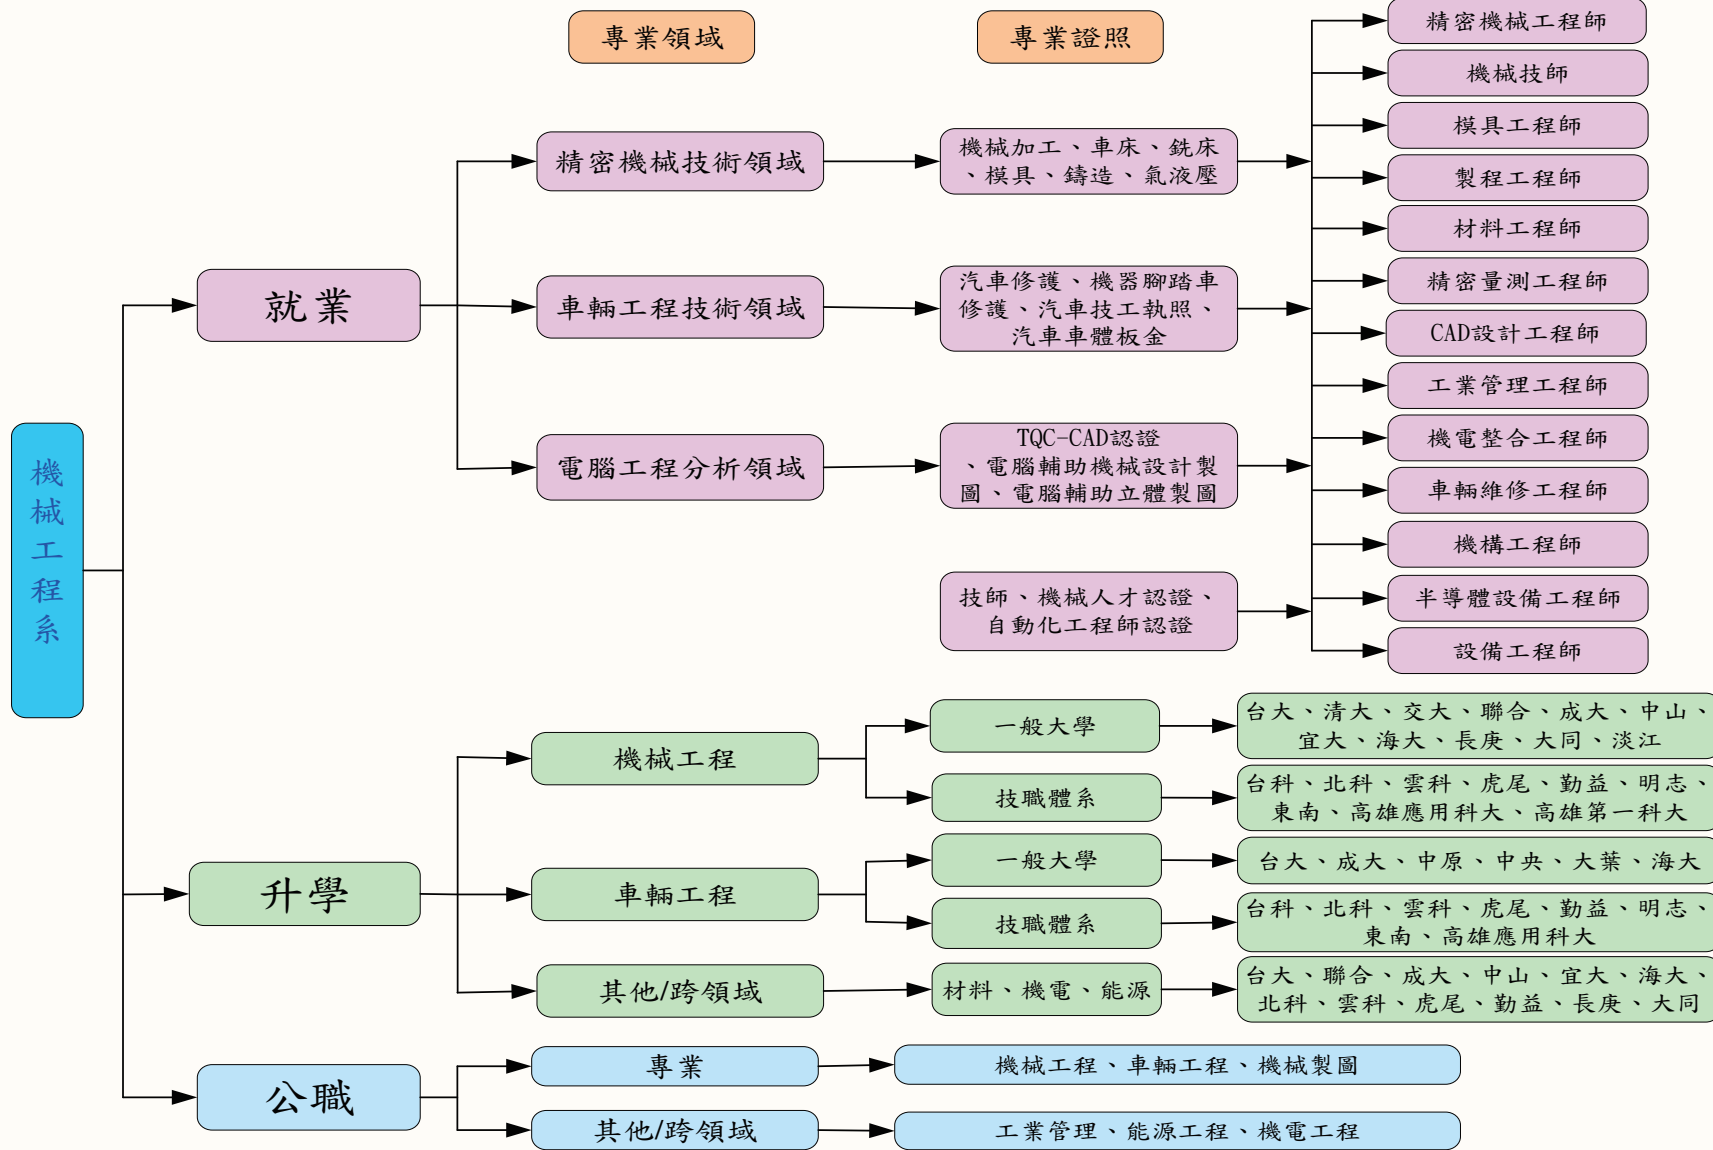 專業領域
專業證照
機械工程系
就業
精密機械技術領域
機械加工、車床、銑床
、模具、鑄造、氣液壓
車輛工程技術領域
汽車修護、機器腳踏車
修護、汽車技工執照、
汽車車體板金
電腦工程分析領域
TQC-CAD認證
、電腦輔助機械設計製
圖、電腦輔助立體製圖
技師、機械人才認證、
自動化工程師認證
精密機械工程師
機械技師
模具工程師
製程工程師
材料工程師
精密量測工程師
CAD設計工程師
工業管理工程師
機電整合工程師
車輛維修工程師
機構工程師
半導體設備工程師
設備工程師
升學
機械工程
一般大學
台大、清大、交大、聯合、成大、中山、
宜大、海大、長庚、大同、淡江
技職體系
台科、北科、雲科、虎尾、勤益、明志、
東南、高雄應用科大、高雄第一科大
車輛工程
一般大學
台大、成大、中原、中央、大葉、海大
技職體系
台科、北科、雲科、虎尾、勤益、明志、
東南、高雄應用科大
其他/跨領域
材料、機電、能源
台大、聯合、成大、中山、宜大、海大、
北科、雲科、虎尾、勤益、長庚、大同
公職
專業
機械工程、車輛工程、機械製圖
其他/跨領域
工業管理、能源工程、機電工程